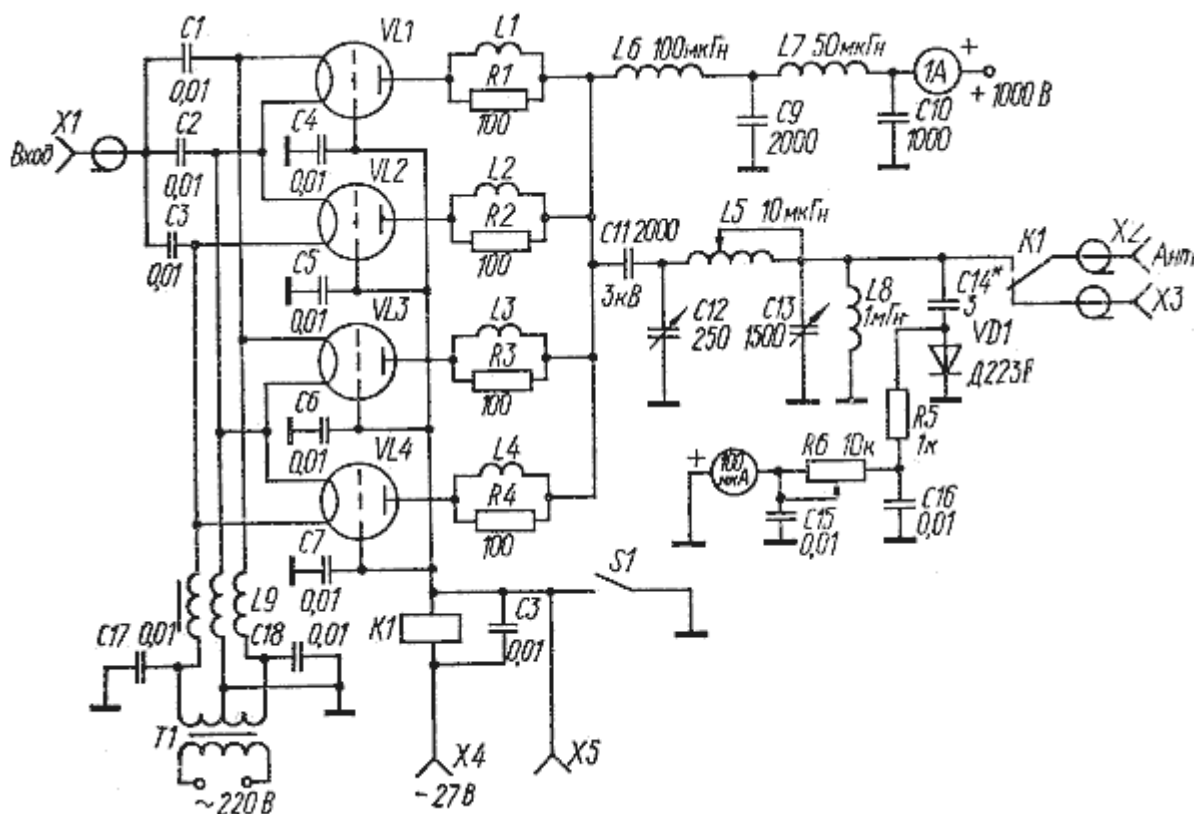 C1
0,01
VL1
L1
R1
100
L6 100мкГн
L7 50мкГн
1А
+
+1000 В
C9
2000
C10
1000
X1
Вход
C2
0,01
C3
0,01
C4
0,01
VL2
L2
R2
100
C11 2000
3кВ
L5 10мкГн
K1
X2
Ант
X3
C5
0,01
VL3
L3
R3
100
C12
250
C13
1500
L8
1мГн
C14*
3
VD1
R5
1к
C6
0,01
VL4
L4
R4
100
+
100
мкА
R6 10к
C15
0,01
C16
0,01
C7
0,01
S1
L9
C17 0,01
C18
0,01
K1
C3
0,01
T1
~220 В
X4
-27В
X5